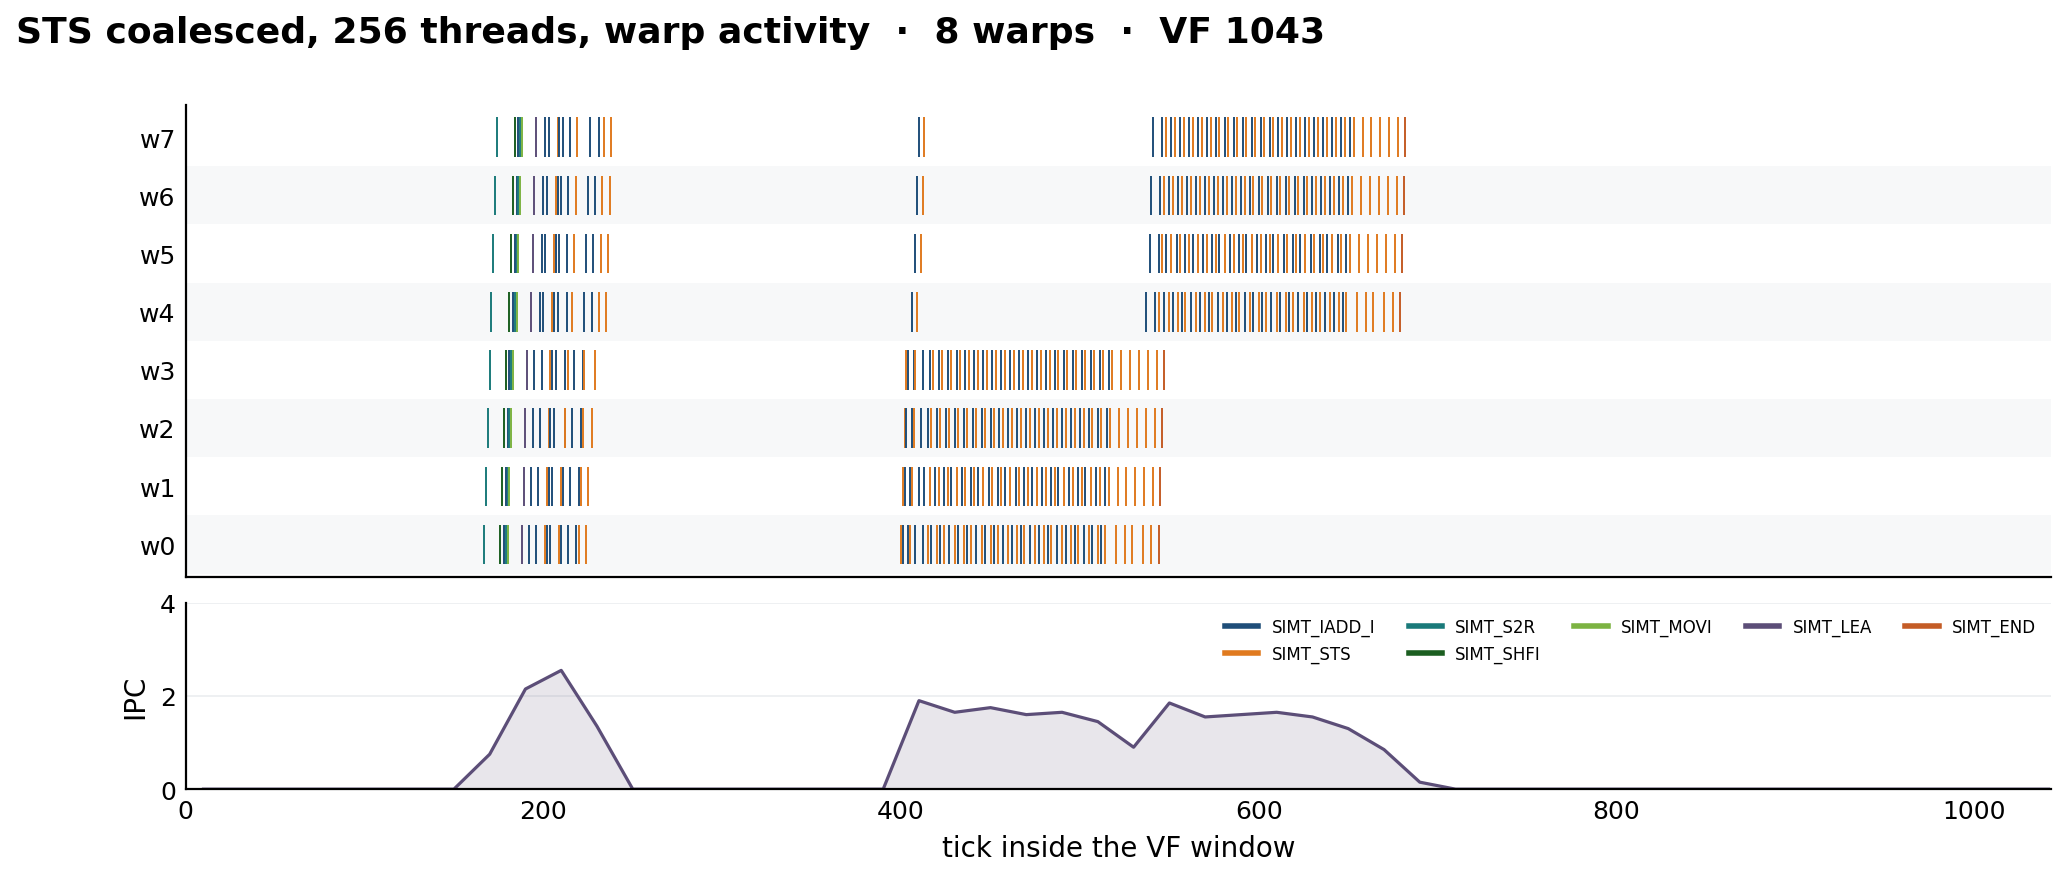 STS coalesced, 256 threads, warp activity · 8 warps · VF 1043
w7
w6
w5
w4
w3
w2
w1
w0
4
2
0
IPC
SIMT_IADD_I SIMT_S2R SIMT_MOVI SIMT_LEA SIMT_END
SIMT_STS SIMT_SHFI
0 200 400 600 800 1000
tick inside the VF window